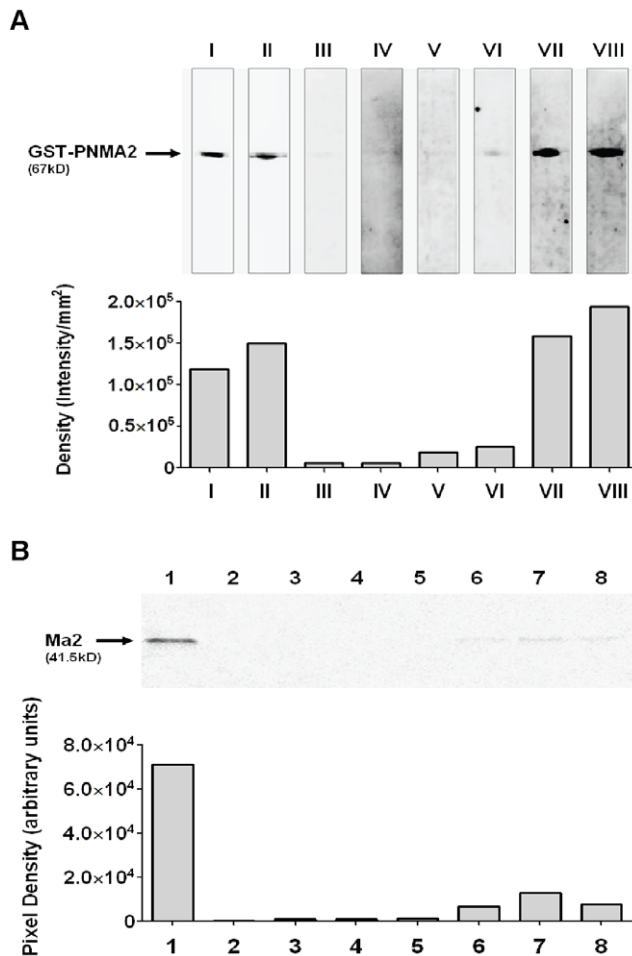 A
I II III IV V VI VII VIII
GST-PNMA2
(67kD)
Density (Intensity/mm²)
2.0×10⁵
1.5×10⁵
1.0×10⁵
0.5×10⁵
0
I II III IV V VI VII VIII
B
1 2 3 4 5 6 7 8
Ma2
(41.5kD)
Pixel Density (arbitrary units)
8.0×10⁴
6.0×10⁴
4.0×10⁴
2.0×10⁴
0
1 2 3 4 5 6 7 8